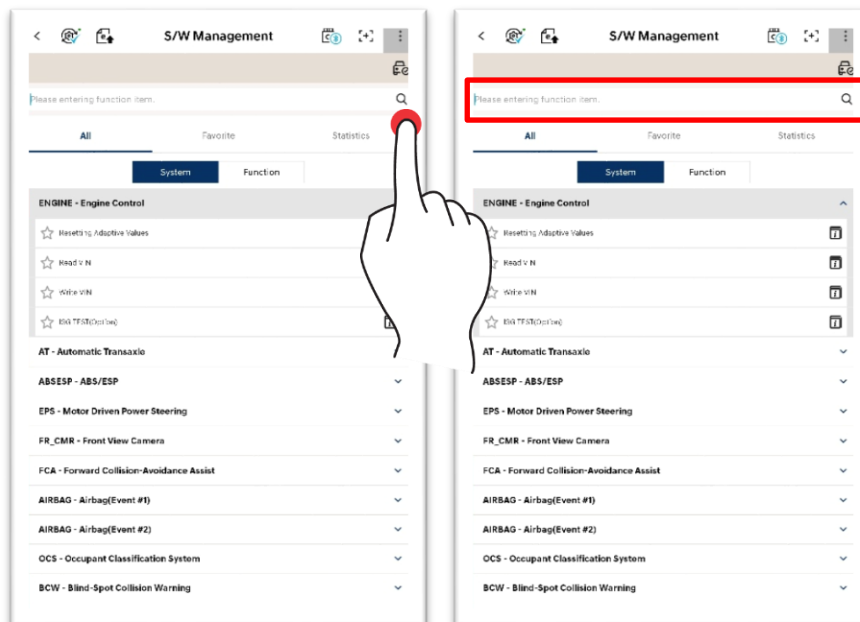 S/W Management
Please entering function item.
All Favorite Statistics
System Function
ENGINE - Engine Control
Resetting Adaptive Values
Read VIN
Write VIN
ISG TEST(Option)
AT - Automatic Transaxle
ABSESP - ABS/ESP
EPS - Motor Driven Power Steering
FR_CMR - Front View Camera
FCA - Forward Collision-Avoidance Assist
AIRBAG - Airbag(Event #1)
AIRBAG - Airbag(Event #2)
OCS - Occupant Classification System
BCW - Blind-Spot Collision Warning
S/W Management
Please entering function item.
All Favorite Statistics
System Function
ENGINE - Engine Control
Resetting Adaptive Values
Read VIN
Write VIN
ISG TEST(Option)
AT - Automatic Transaxle
ABSESP - ABS/ESP
EPS - Motor Driven Power Steering
FR_CMR - Front View Camera
FCA - Forward Collision-Avoidance Assist
AIRBAG - Airbag(Event #1)
AIRBAG - Airbag(Event #2)
OCS - Occupant Classification System
BCW - Blind-Spot Collision Warning